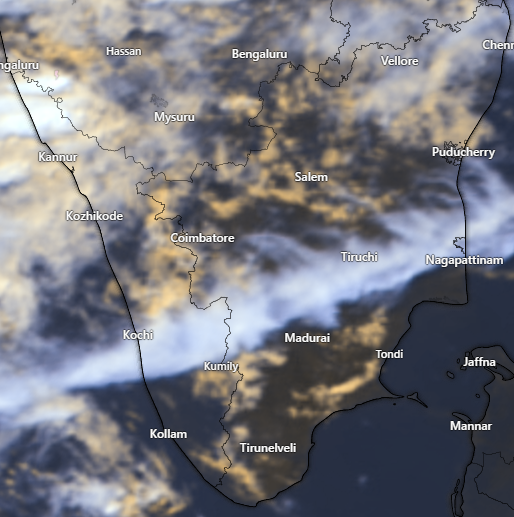 Hassan
Bengaluru
Chenn
Vellore
ngaluru
Mysuru
Kannur
Puducherry
Salem
Kozhikode
Coimbatore
Tiruchi
Nagapattinam
Kochi
Madurai
Tondi
Kumily
Jaffna
Mannar
Kollam
Tirunelveli